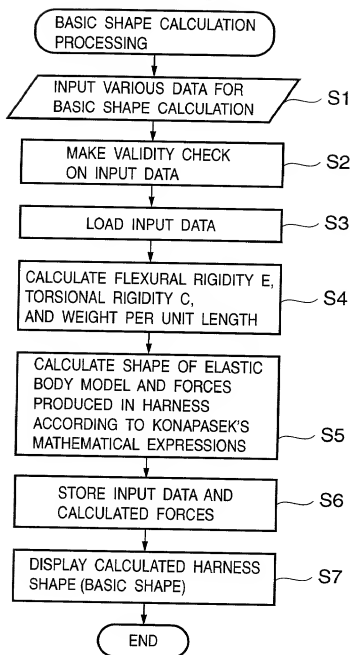 BASIC SHAPE CALCULATION
PROCESSING
INPUT VARIOUS DATA FOR
BASIC SHAPE CALCULATION
S1
MAKE VALIDITY CHECK
ON INPUT DATA
S2
LOAD INPUT DATA
S3
CALCULATE FLEXURAL RIGIDITY E,
TORSIONAL RIGIDITY C,
AND WEIGHT PER UNIT LENGTH
S4
CALCULATE SHAPE OF ELASTIC
BODY MODEL AND FORCES
PRODUCED IN HARNESS
ACCORDING TO KONAPASEK'S
MATHEMATICAL EXPRESSIONS
S5
STORE INPUT DATA AND
CALCULATED FORCES
S6
DISPLAY CALCULATED HARNESS
SHAPE (BASIC SHAPE)
S7
END